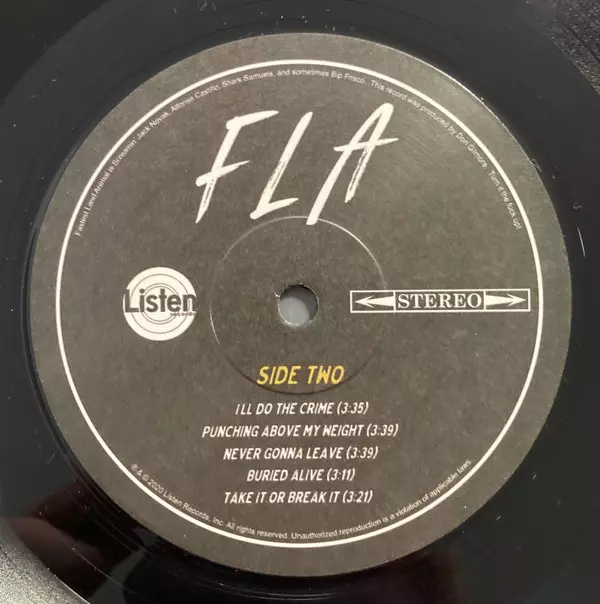 Fastest Land Animal is Screamin' Jack Novak, Alfonse Castillo, Shark Samuels, and sometimes Bip Frisco. This record was produced by Don Gilmore. Turn it the fuck up!
FLA
Listen
records
STEREO
SIDE TWO
I'LL DO THE CRIME (3:35)
PUNCHING ABOVE MY WEIGHT (3:39)
NEVER GONNA LEAVE (3:39)
BURIED ALIVE (3:11)
TAKE IT OR BREAK IT (3:21)
℗ & © 2020 Listen Records, Inc. All rights reserved. Unauthorized reproduction is a violation of applicable laws.